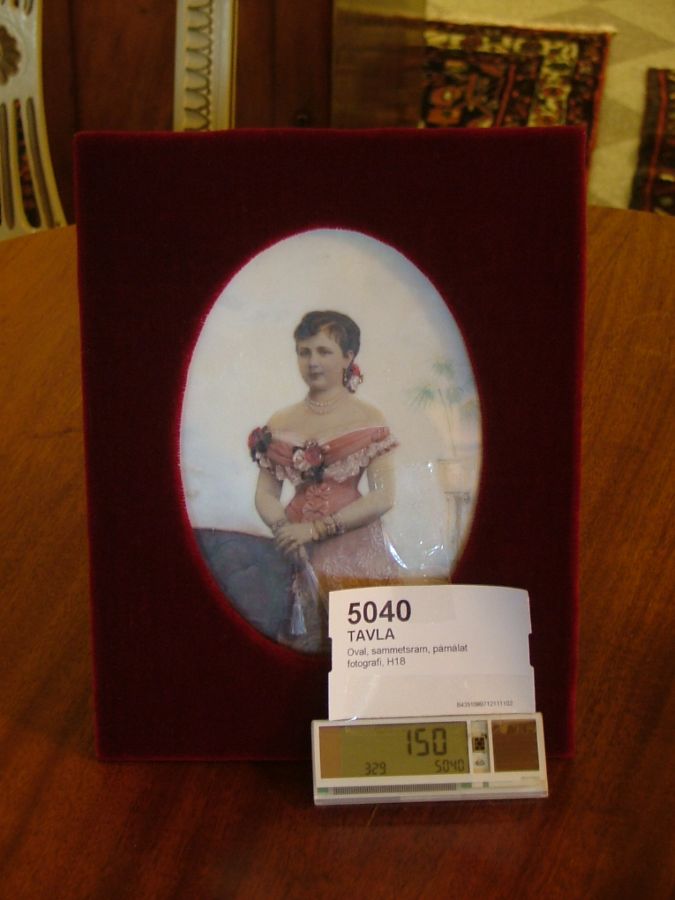 5040
TAVLA
Oval, sammetsram, påmålat
fotografi, H18
150
329 5040